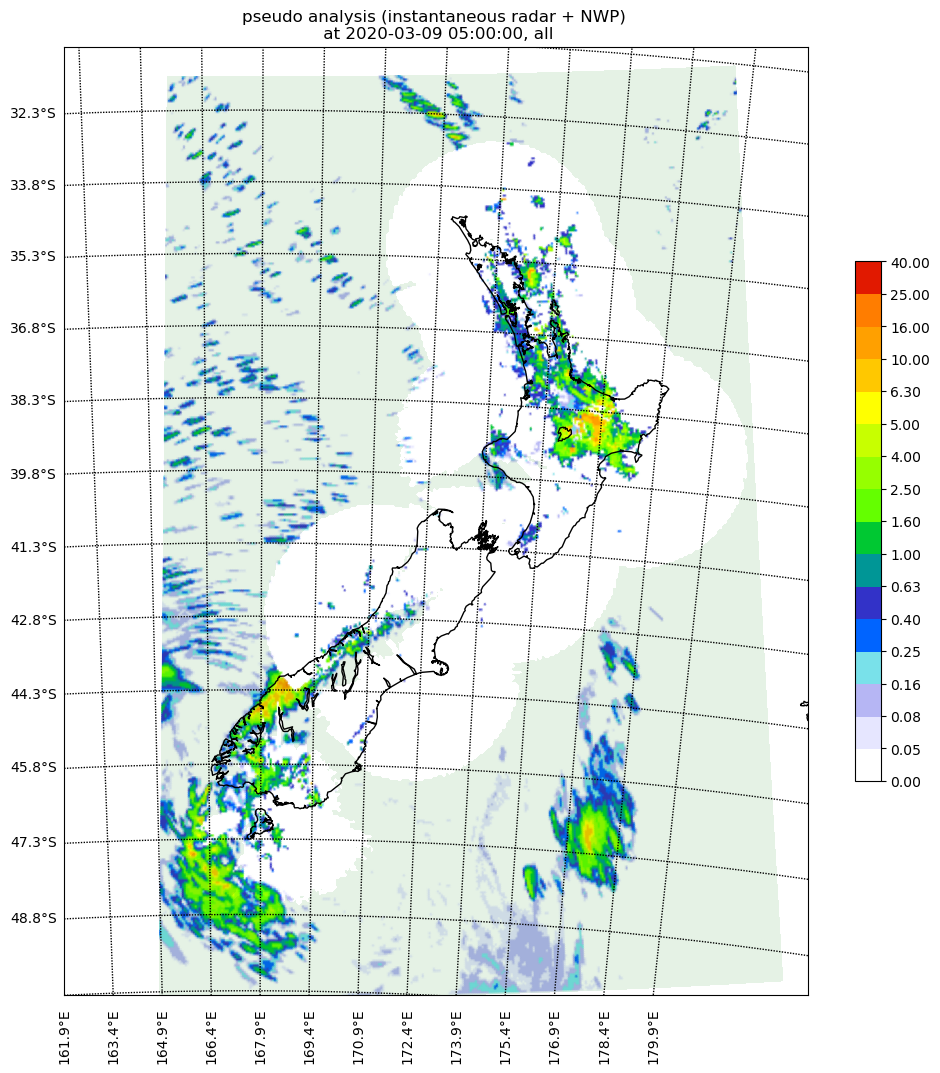 pseudo analysis (instantaneous radar + NWP)
at 2020-03-09 05:00:00, all
32.3°S
33.8°S
35.3°S
36.8°S
38.3°S
39.8°S
41.3°S
42.8°S
44.3°S
45.8°S
47.3°S
48.8°S
161.9°E
163.4°E
164.9°E
166.4°E
167.9°E
169.4°E
170.9°E
172.4°E
173.9°E
175.4°E
176.9°E
178.4°E
179.9°E
40.00
25.00
16.00
10.00
6.30
5.00
4.00
2.50
1.60
1.00
0.63
0.40
0.25
0.16
0.08
0.05
0.00